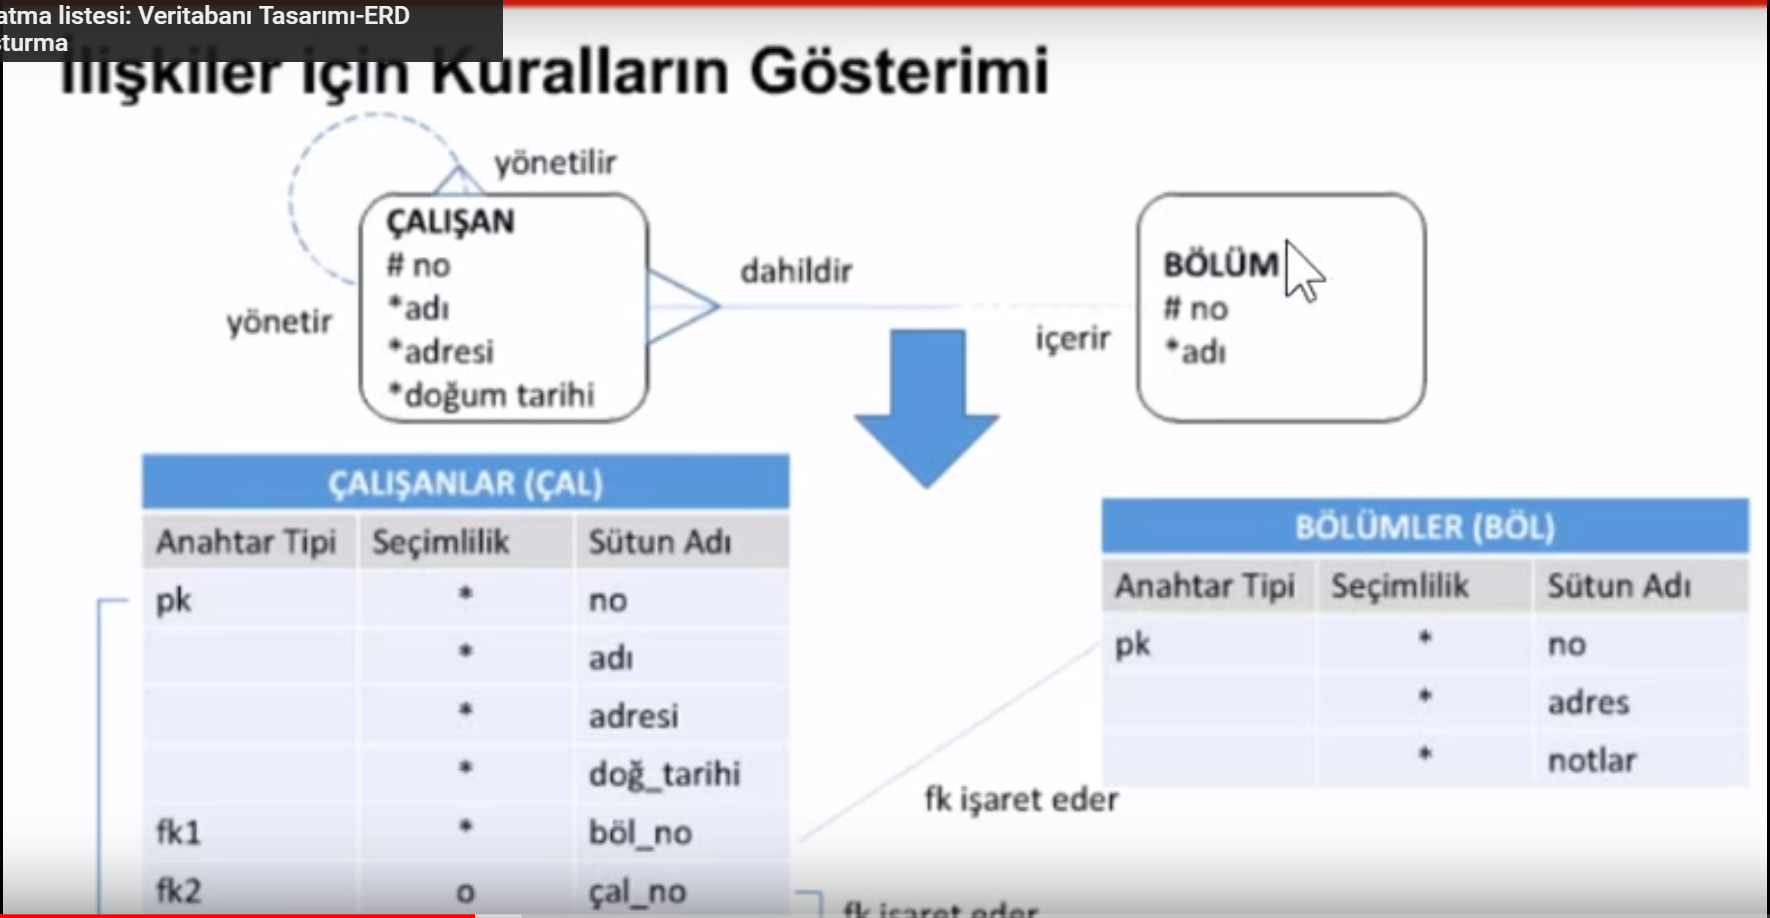 atma listesi: Veritabanı Tasarımı-ERD
sturma
İlişkiler için Kuralların Gösterimi
yönetilir
ÇALIŞAN
# no
*adı
*adresi
*doğum tarihi
yönetir
dahildir
içerir
BÖLÜM
# no
*adı
ÇALIŞANLAR (ÇAL)
Anahtar Tipi Seçimlilik Sütun Adı
pk * no
* adı
* adresi
* doğ_tarihi
fk1 * böl_no
fk2 o çal_no
BÖLÜMLER (BÖL)
Anahtar Tipi Seçimlilik Sütun Adı
pk * no
* adres
* notlar
fk işaret eder
fk işaret eder